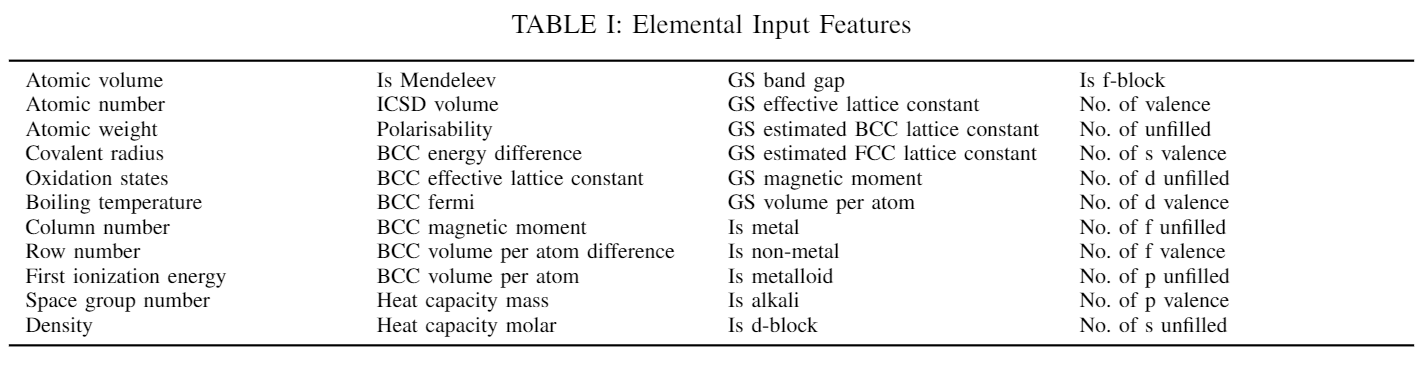 TABLE I: Elemental Input Features
Atomic volume Is Mendeleev GS band gap Is f-block
Atomic number ICSD volume GS effective lattice constant No. of valence
Atomic weight Polarisability GS estimated BCC lattice constant No. of unfilled
Covalent radius BCC energy difference GS estimated FCC lattice constant No. of s valence
Oxidation states BCC effective lattice constant GS magnetic moment No. of d unfilled
Boiling temperature BCC fermi GS volume per atom No. of d valence
Column number BCC magnetic moment Is metal No. of f unfilled
Row number BCC volume per atom difference Is non-metal No. of f valence
First ionization energy BCC volume per atom Is metalloid No. of p unfilled
Space group number Heat capacity mass Is alkali No. of p valence
Density Heat capacity molar Is d-block No. of s unfilled